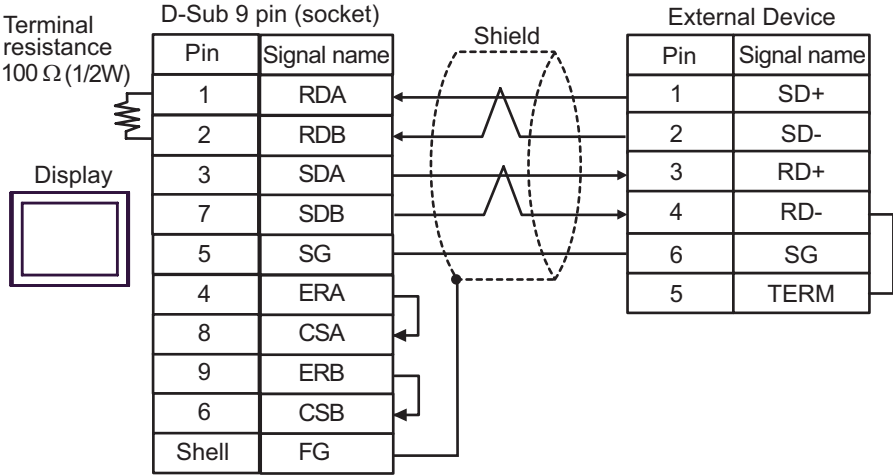 D-Sub 9 pin (socket)
Terminal
resistance
100 Ω (1/2W)
Display
Pin Signal name
1 RDA
2 RDB
3 SDA
7 SDB
5 SG
4 ERA
8 CSA
9 ERB
6 CSB
Shell FG
Shield
External Device
Pin Signal name
1 SD+
2 SD-
3 RD+
4 RD-
6 SG
5 TERM